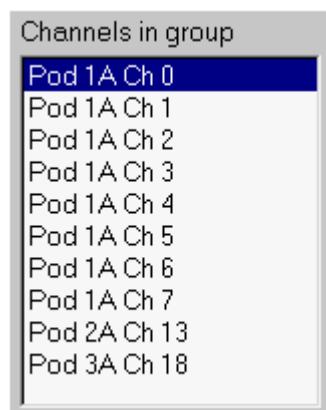 Channels in group
Pod 1A Ch 0
Pod 1A Ch 1
Pod 1A Ch 2
Pod 1A Ch 3
Pod 1A Ch 4
Pod 1A Ch 5
Pod 1A Ch 6
Pod 1A Ch 7
Pod 2A Ch 13
Pod 3A Ch 18